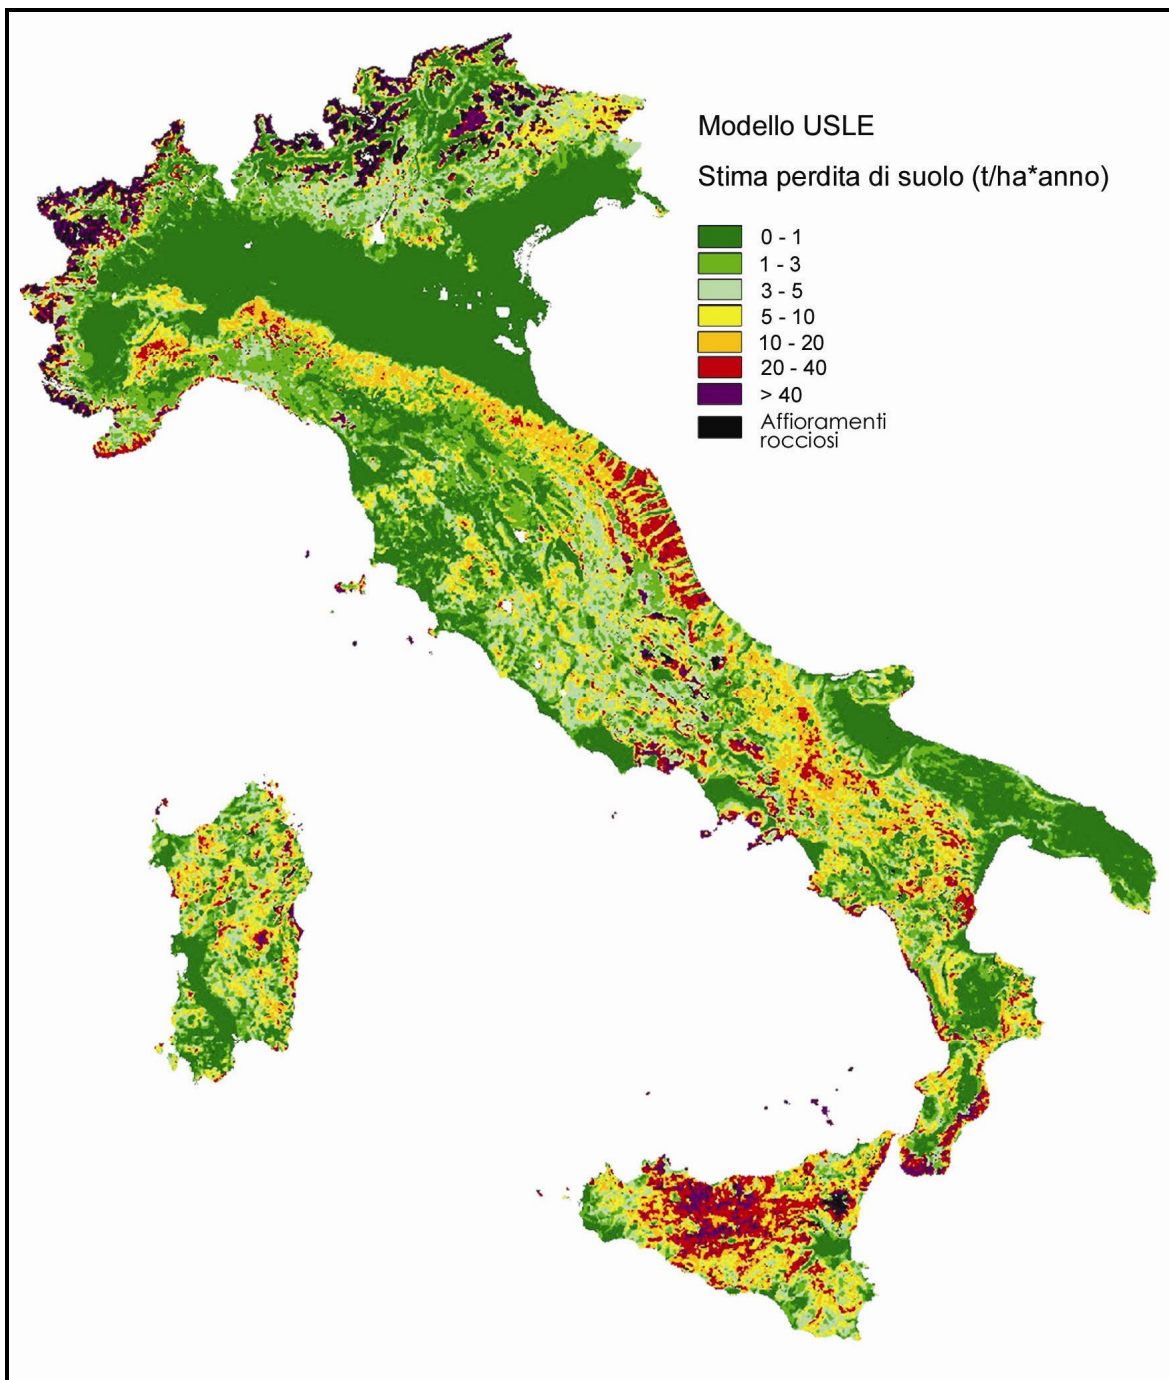 Modello USLE
Stima perdita di suolo (t/ha*anno)
0 - 1
1 - 3
3 - 5
5 - 10
10 - 20
20 - 40
> 40
Affioramenti
rocciosi